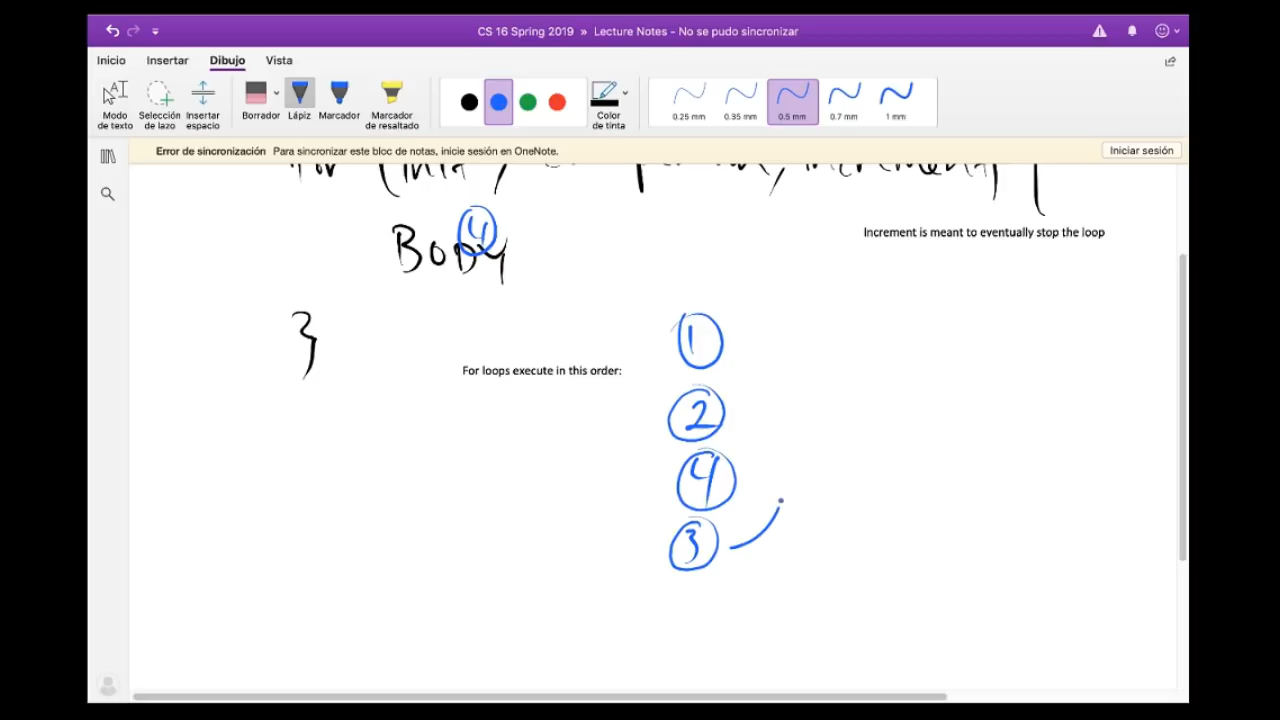 CS 16 Spring 2019 » Lecture Notes - No se pudo sincronizar
Inicio Insertar Dibujo Vista
Modo de texto
Selección de lazo
Insertar espacio
Borrador
Lápiz
Marcador
Marcador de resaltado
Color de tinta
0.25 mm
0.35 mm
0.5 mm
0.7 mm
1 mm
Error de sincronización Para sincronizar este bloc de notas, inicie sesión en OneNote.
Iniciar sesión
for
Increment is meant to eventually stop the loop
4
BODY
}
For loops execute in this order:
1
2
4
3